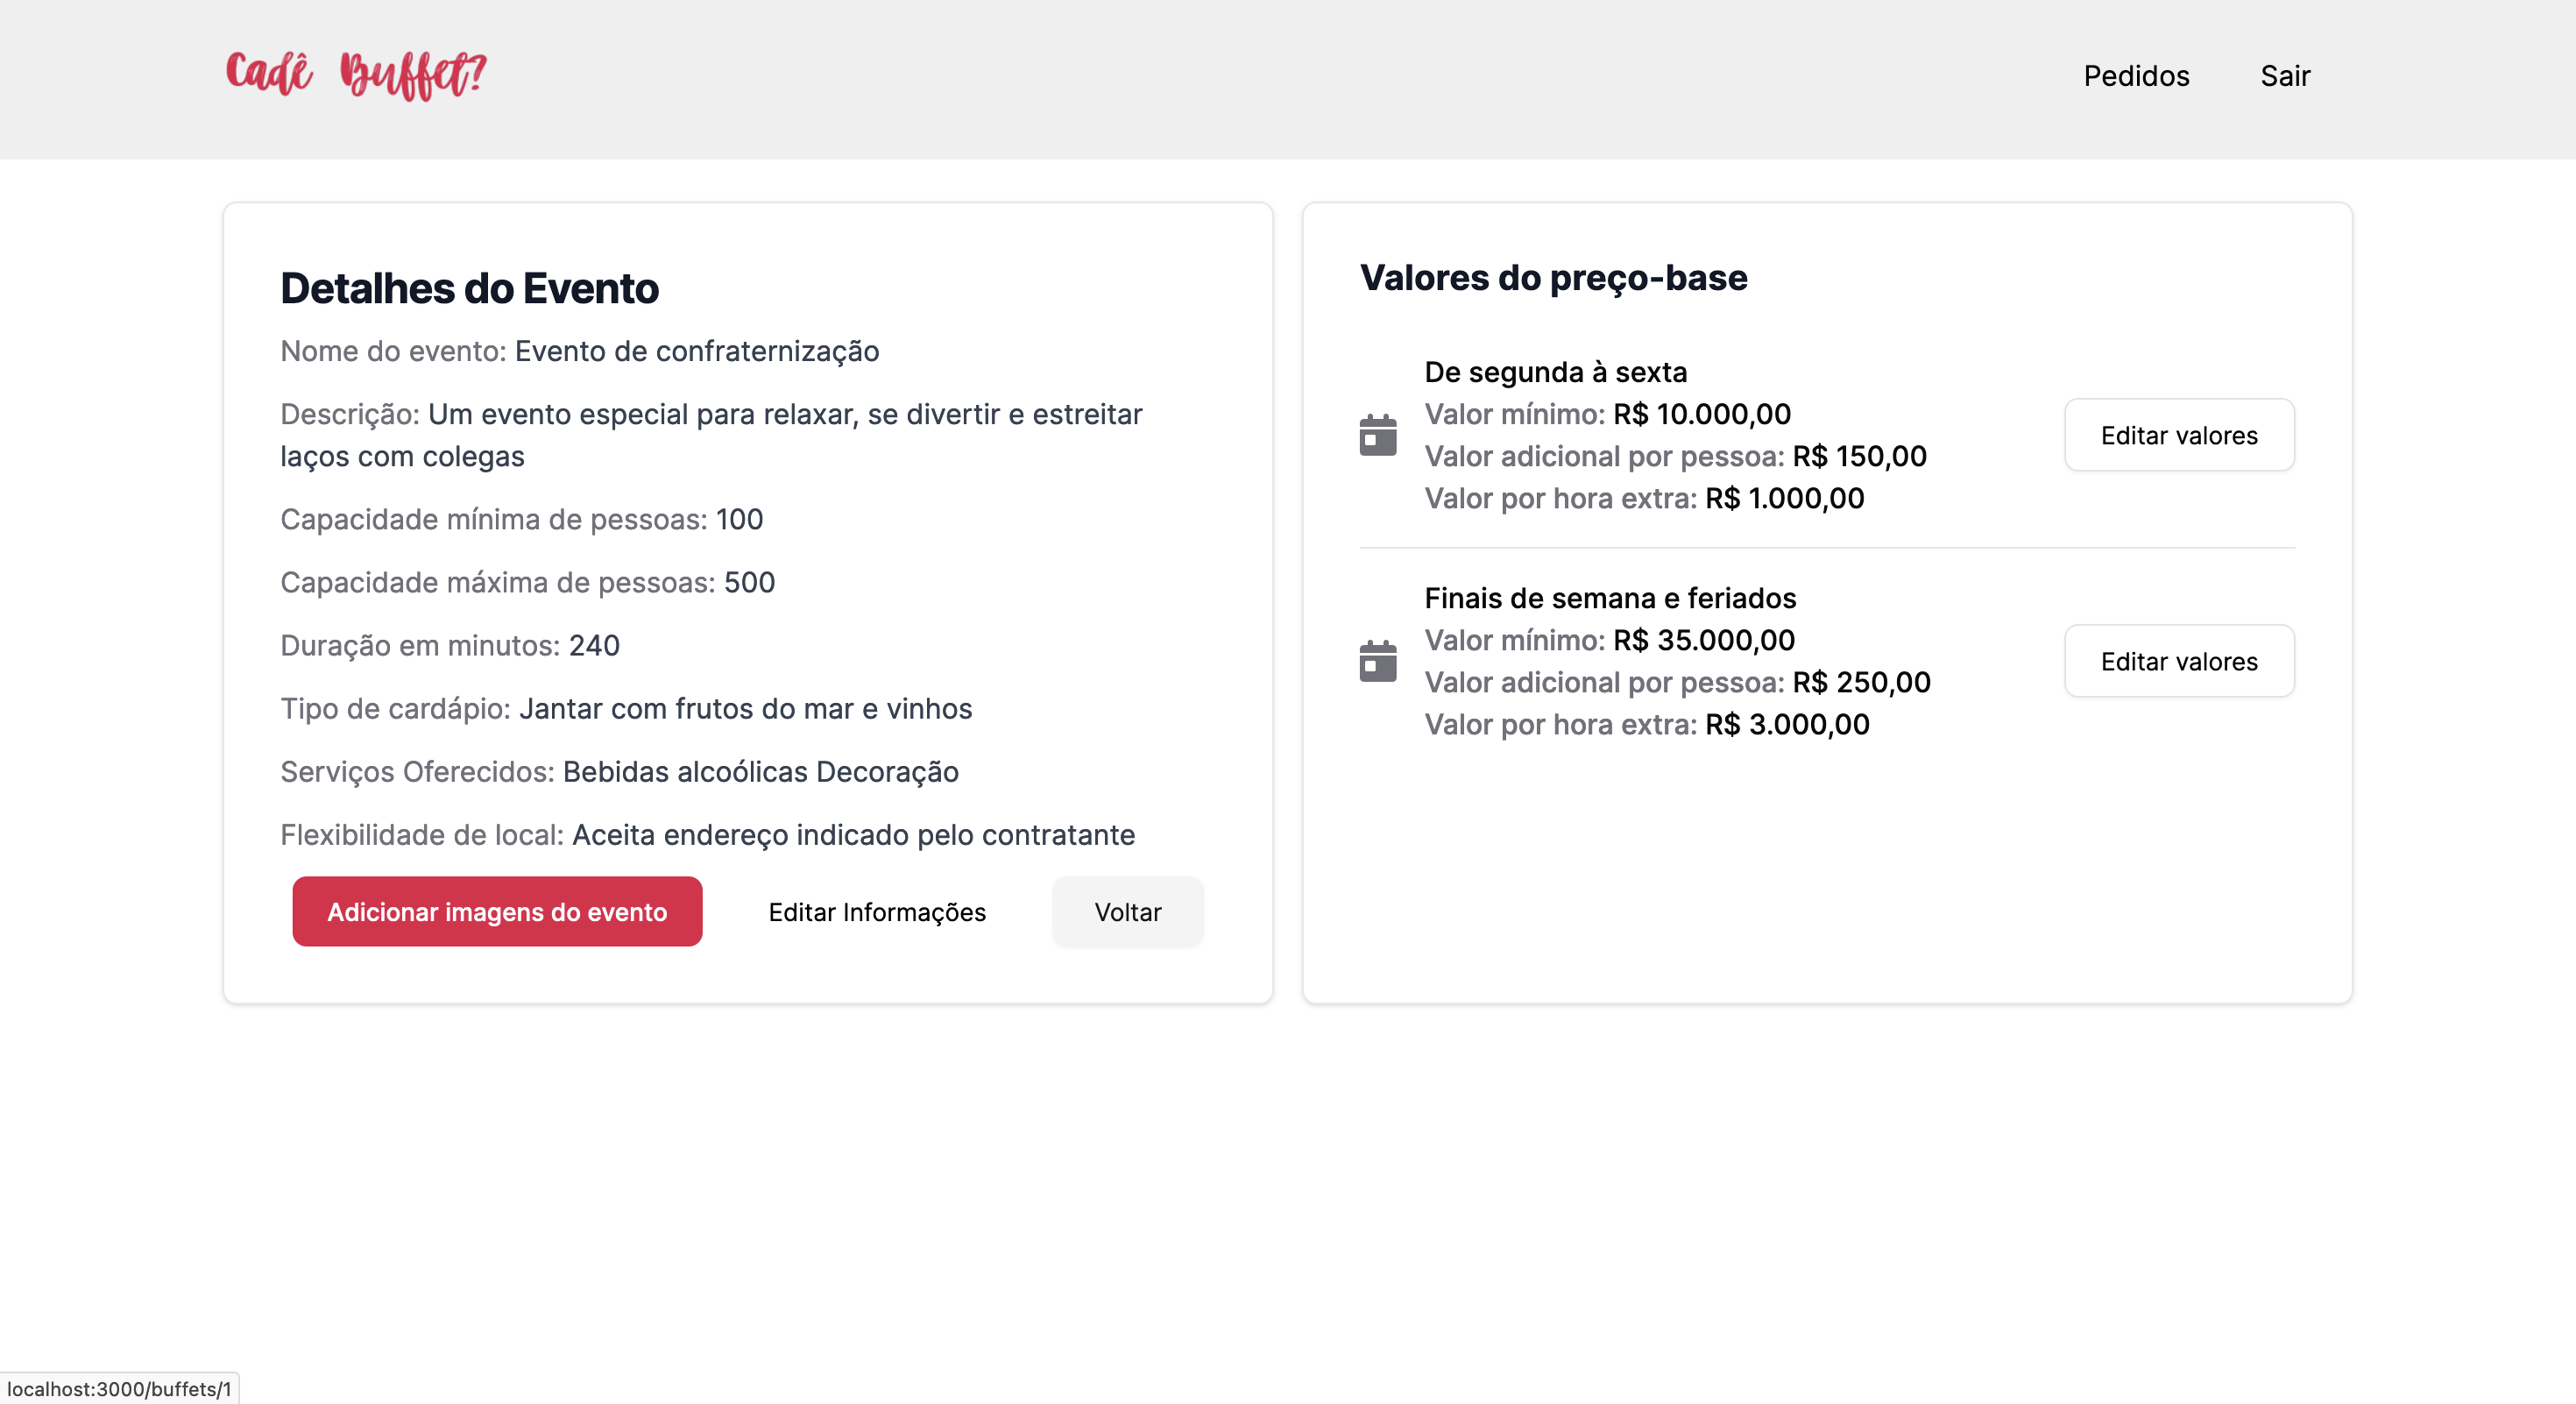 Cadê Buffet?
Pedidos
Sair
Detalhes do Evento
Nome do evento: Evento de confraternização
Descrição: Um evento especial para relaxar, se divertir e estreitar
laços com colegas
Capacidade mínima de pessoas: 100
Capacidade máxima de pessoas: 500
Duração em minutos: 240
Tipo de cardápio: Jantar com frutos do mar e vinhos
Serviços Oferecidos: Bebidas alcoólicas Decoração
Flexibilidade de local: Aceita endereço indicado pelo contratante
Adicionar imagens do evento
Editar Informações
Voltar
Valores do preço-base
De segunda à sexta
Valor mínimo: R$ 10.000,00
Valor adicional por pessoa: R$ 150,00
Valor por hora extra: R$ 1.000,00
Editar valores
Finais de semana e feriados
Valor mínimo: R$ 35.000,00
Valor adicional por pessoa: R$ 250,00
Valor por hora extra: R$ 3.000,00
Editar valores
localhost:3000/buffets/1